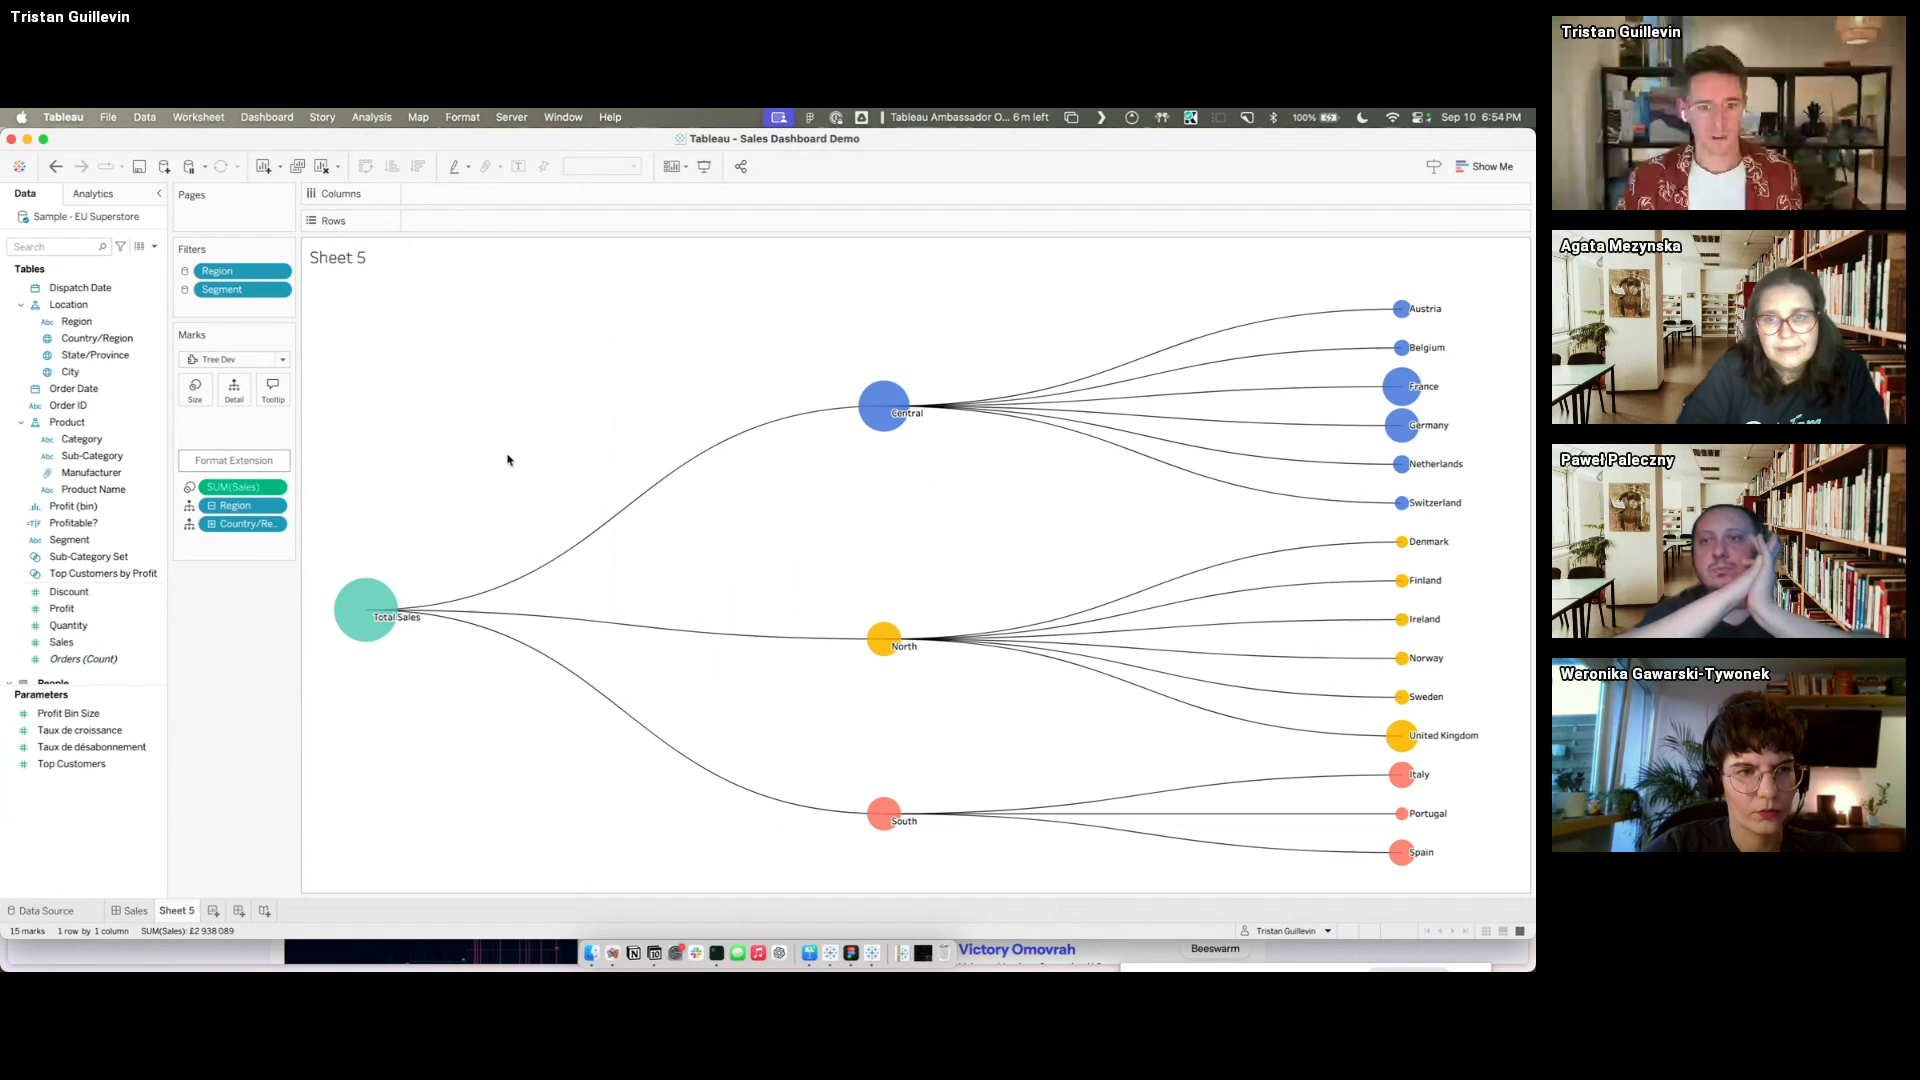 Tristan Guillevin
Tableau File Data Worksheet Dashboard Story Analysis Map Format Server Window Help
Tableau Ambassador O... 6 m left
100%
Sep 10 6:54 PM
Tableau - Sales Dashboard Demo
Show Me
Data
Analytics
Sample - EU Superstore
Search
Tables
Dispatch Date
Location
Abc Region
Country/Region
State/Province
City
Order Date
Abc Order ID
Product
Abc Category
Abc Sub-Category
Manufacturer
Abc Product Name
Profit (bin)
Profitable?
Segment
Sub-Category Set
Top Customers by Profit
Discount
Profit
Quantity
Sales
Orders (Count)
People
Parameters
Profit Bin Size
Taux de croissance
Taux de désabonnement
Top Customers
Pages
Filters
Region
Segment
Marks
Tree Dev
Size
Detail
Tooltip
Format Extension
SUM(Sales)
Region
Country/Re..
Columns
Rows
Sheet 5
Total Sales
Central
North
South
Austria
Belgium
France
Germany
Netherlands
Switzerland
Denmark
Finland
Ireland
Norway
Sweden
United Kingdom
Italy
Portugal
Spain
Data Source
Sales
Sheet 5
15 marks
1 row by 1 column
SUM(Sales): £2 938 089
Tristan Guillevin
Victory Omovrah
Beeswarm
Tristan Guillevin
Agata Mezynska
Paweł Paleczny
Weronika Gawarski-Tywonek